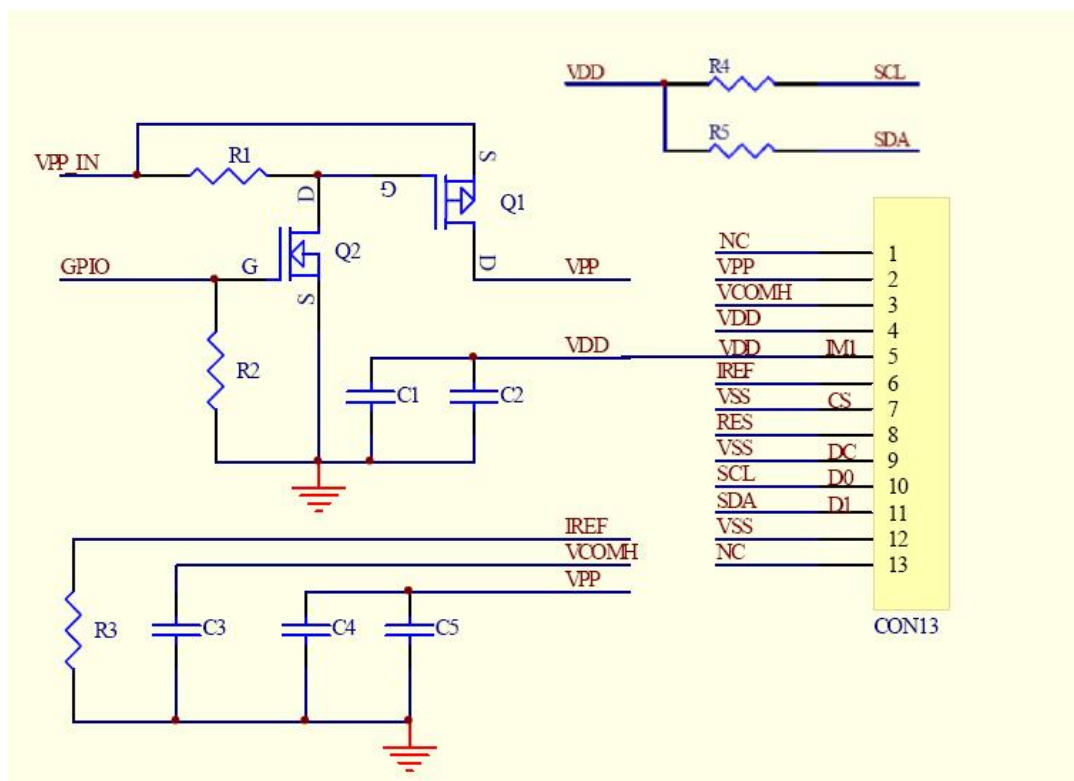 VDD
R4
SCL
R5
SDA
VPP_IN
R1
D
G
S
Q1
D
VPP
GPIO
G
Q2
S
R2
VDD
C1
C2
NC 1
VPP 2
VCOMH 3
VDD 4
VDD IM1 5
IREF 6
VSS CS 7
RES 8
VSS DC 9
SCL D0 10
SDA D1 11
VSS 12
NC 13
CON13
IREF
VCOMH
VPP
R3
C3
C4
C5